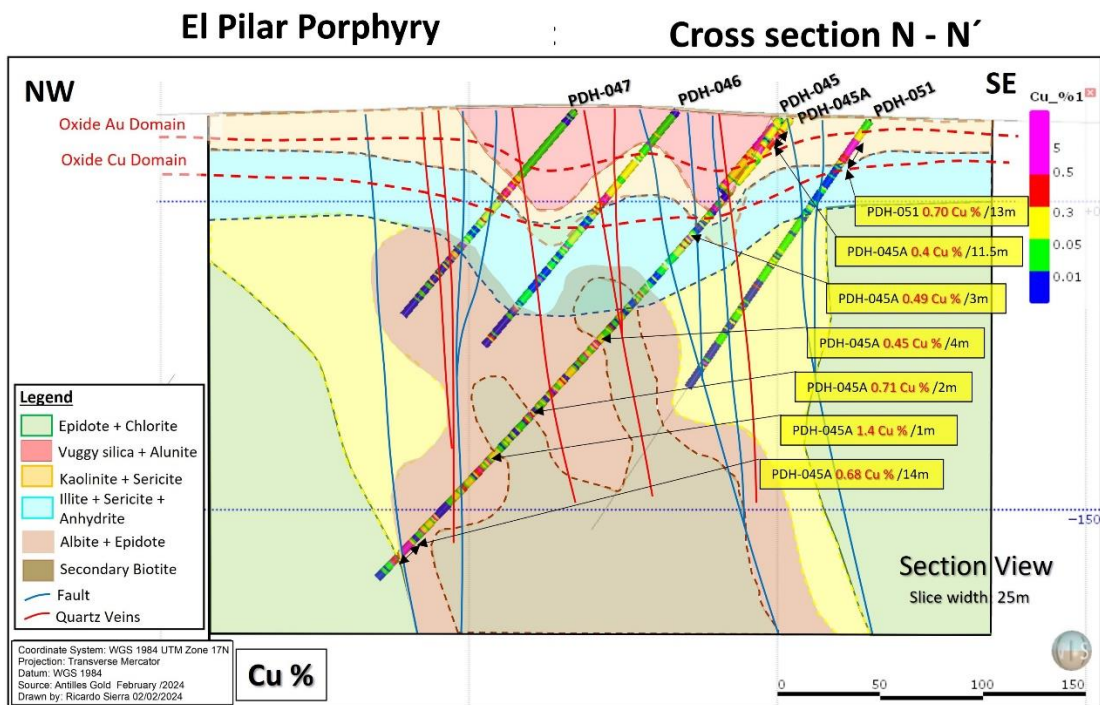 El Pilar Porphyry
:
Cross section N - N´
NW
SE
PDH-047
PDH-046
PDH-045
PDH-045A
PDH-051
Cu_%1
5
0.5
0.3
0.05
0.01
Oxide Au Domain
Oxide Cu Domain
PDH-051 0.70 Cu % /13m
PDH-045A 0.4 Cu % /11.5m
PDH-045A 0.49 Cu % /3m
PDH-045A 0.45 Cu % /4m
PDH-045A 0.71 Cu % /2m
PDH-045A 1.4 Cu % /1m
PDH-045A 0.68 Cu % /14m
+0
−150
Legend
Epidote + Chlorite
Vuggy silica + Alunite
Kaolinite + Sericite
Illite + Sericite +
Anhydrite
Albite + Epidote
Secondary Biotite
Fault
Quartz Veins
Section View
Slice width: 25m
Coordinate System: WGS 1984 UTM Zone 17N
Projection: Transverse Mercator
Datum: WGS 1984
Source: Antilles Gold February /2024
Drawn by: Ricardo Sierra 02/02/2024
Cu %
0 50 100 150